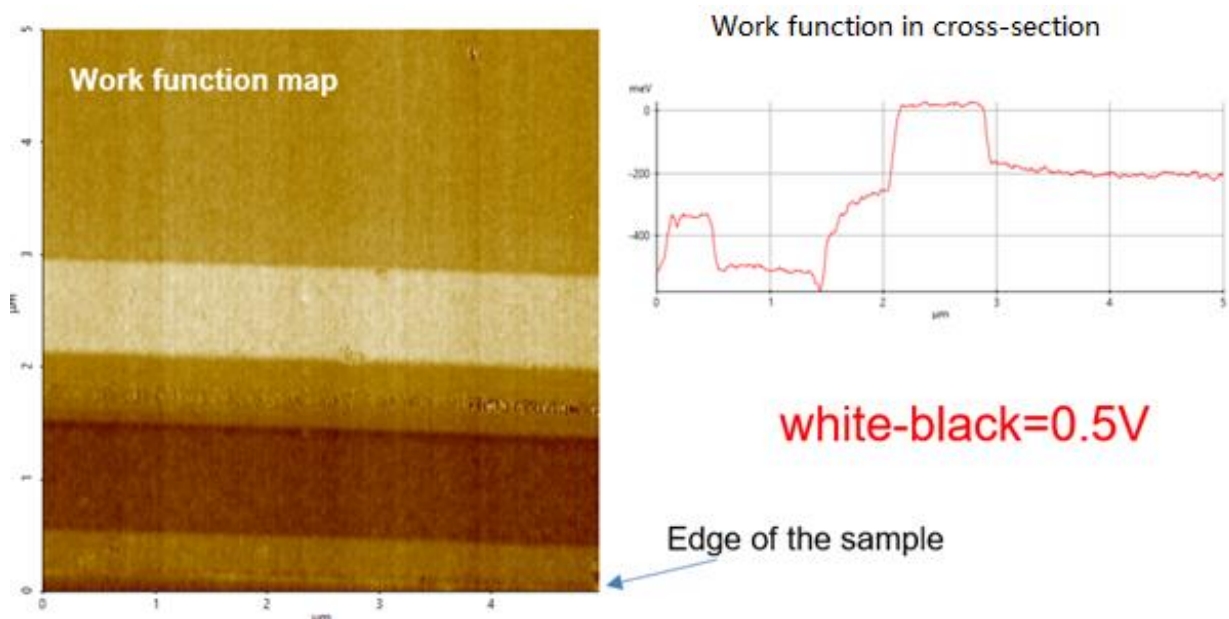 Work function in cross-section
Work function map
white-black=0.5V
Edge of the sample
5
4
3
2
1
0
µm
0
1
2
3
4
µm
meV
0
-200
-400
0
1
2
3
4
5
µm